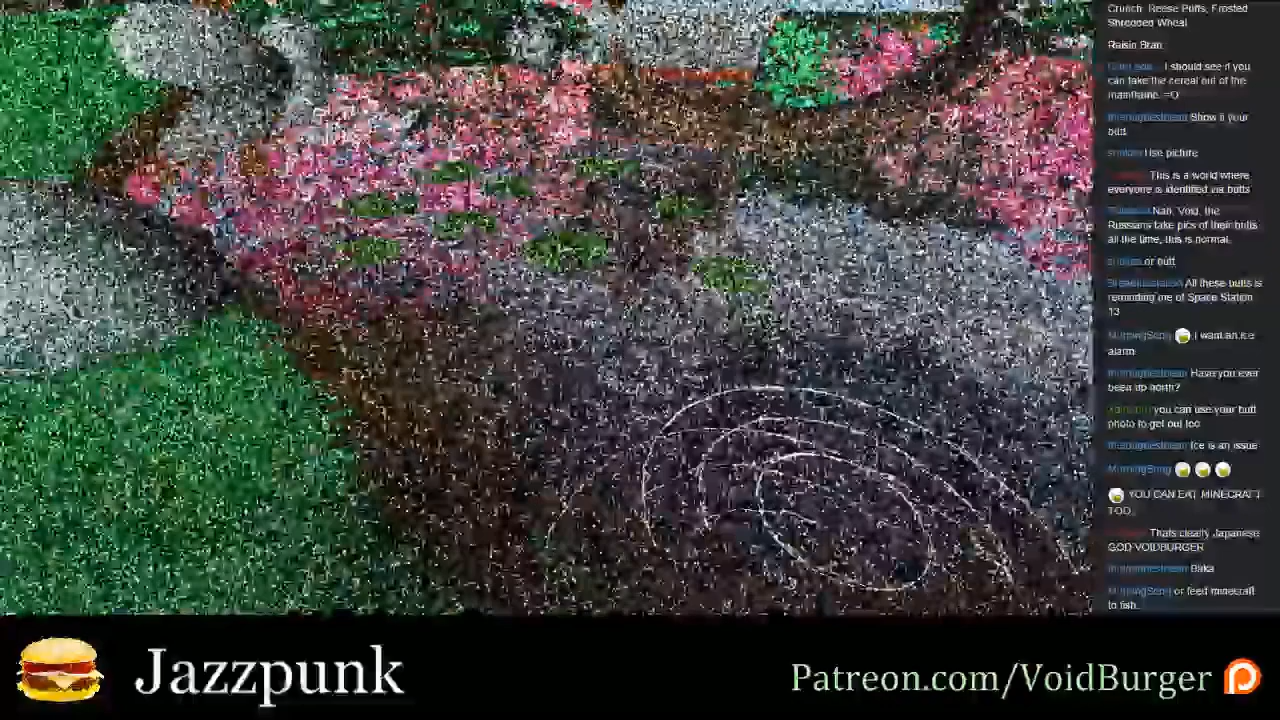 Crunch, Reese Puffs, Frosted
Shredded Wheat
Raisin Bran
I should see if you
can take the cereal out of the
mainframe. =O
Show it your
butt
Use picture
This is a world where
everyone is identified via butts
Nah, Void, the
Russians take pics of their butts
all the time, this is normal.
or butt
All these butts is
reminding me of Space Station
13
MorningSong I want an ice
alarm
Have you ever
been up north?
you can use your butt
photo to get out too
Ice is an issue
MorningSong
YOU CAN EAT MINECRAFT
TOO.
Thats clearly Japanese
GOD VOIDBURGER
Baka
MorningSong or feed minecraft
to fish.
Jazzpunk
Patreon.com/VoidBurger